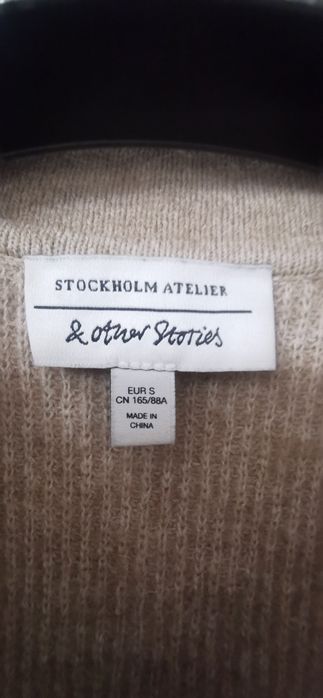 STOCKHOLM ATELIER
& other Stories
EUR S
CN 165/88A
MADE IN
CHINA